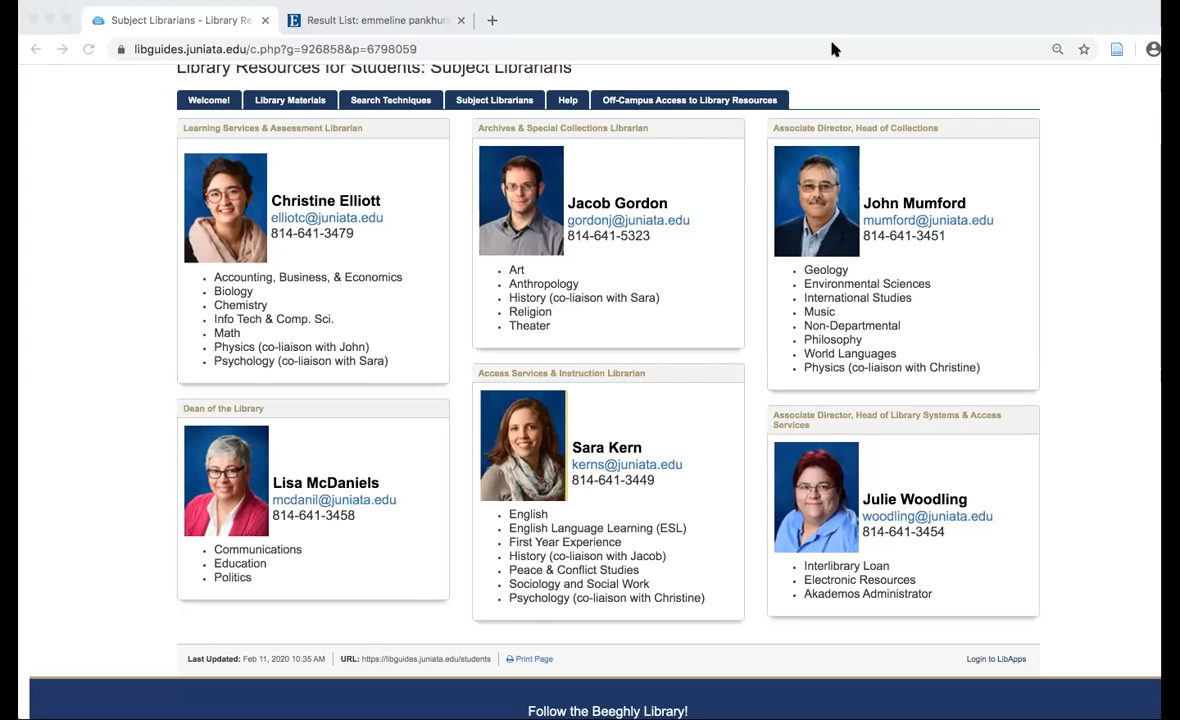 Subject Librarians - Library Re
Result List: emmeline pankhurs
libguides.juniata.edu/c.php?g=926858&p=6798059
Library Resources for Students: Subject Librarians
Welcome!
Library Materials
Search Techniques
Subject Librarians
Help
Off-Campus Access to Library Resources
Learning Services & Assessment Librarian
Christine Elliott
elliotc@juniata.edu
814-641-3479
Accounting, Business, & Economics
Biology
Chemistry
Info Tech & Comp. Sci.
Math
Physics (co-liaison with John)
Psychology (co-liaison with Sara)
Dean of the Library
Lisa McDaniels
mcdanil@juniata.edu
814-641-3458
Communications
Education
Politics
Archives & Special Collections Librarian
Jacob Gordon
gordonj@juniata.edu
814-641-5323
Art
Anthropology
History (co-liaison with Sara)
Religion
Theater
Access Services & Instruction Librarian
Sara Kern
kerns@juniata.edu
814-641-3449
English
English Language Learning (ESL)
First Year Experience
History (co-liaison with Jacob)
Peace & Conflict Studies
Sociology and Social Work
Psychology (co-liaison with Christine)
Associate Director, Head of Collections
John Mumford
mumford@juniata.edu
814-641-3451
Geology
Environmental Sciences
International Studies
Music
Non-Departmental
Philosophy
World Languages
Physics (co-liaison with Christine)
Associate Director, Head of Library Systems & Access
Services
Julie Woodling
woodling@juniata.edu
814-641-3454
Interlibrary Loan
Electronic Resources
Akademos Administrator
Last Updated: Feb 11, 2020 10:35 AM
URL: https://libguides.juniata.edu/students
Print Page
Login to LibApps
Follow the Beeghly Library!